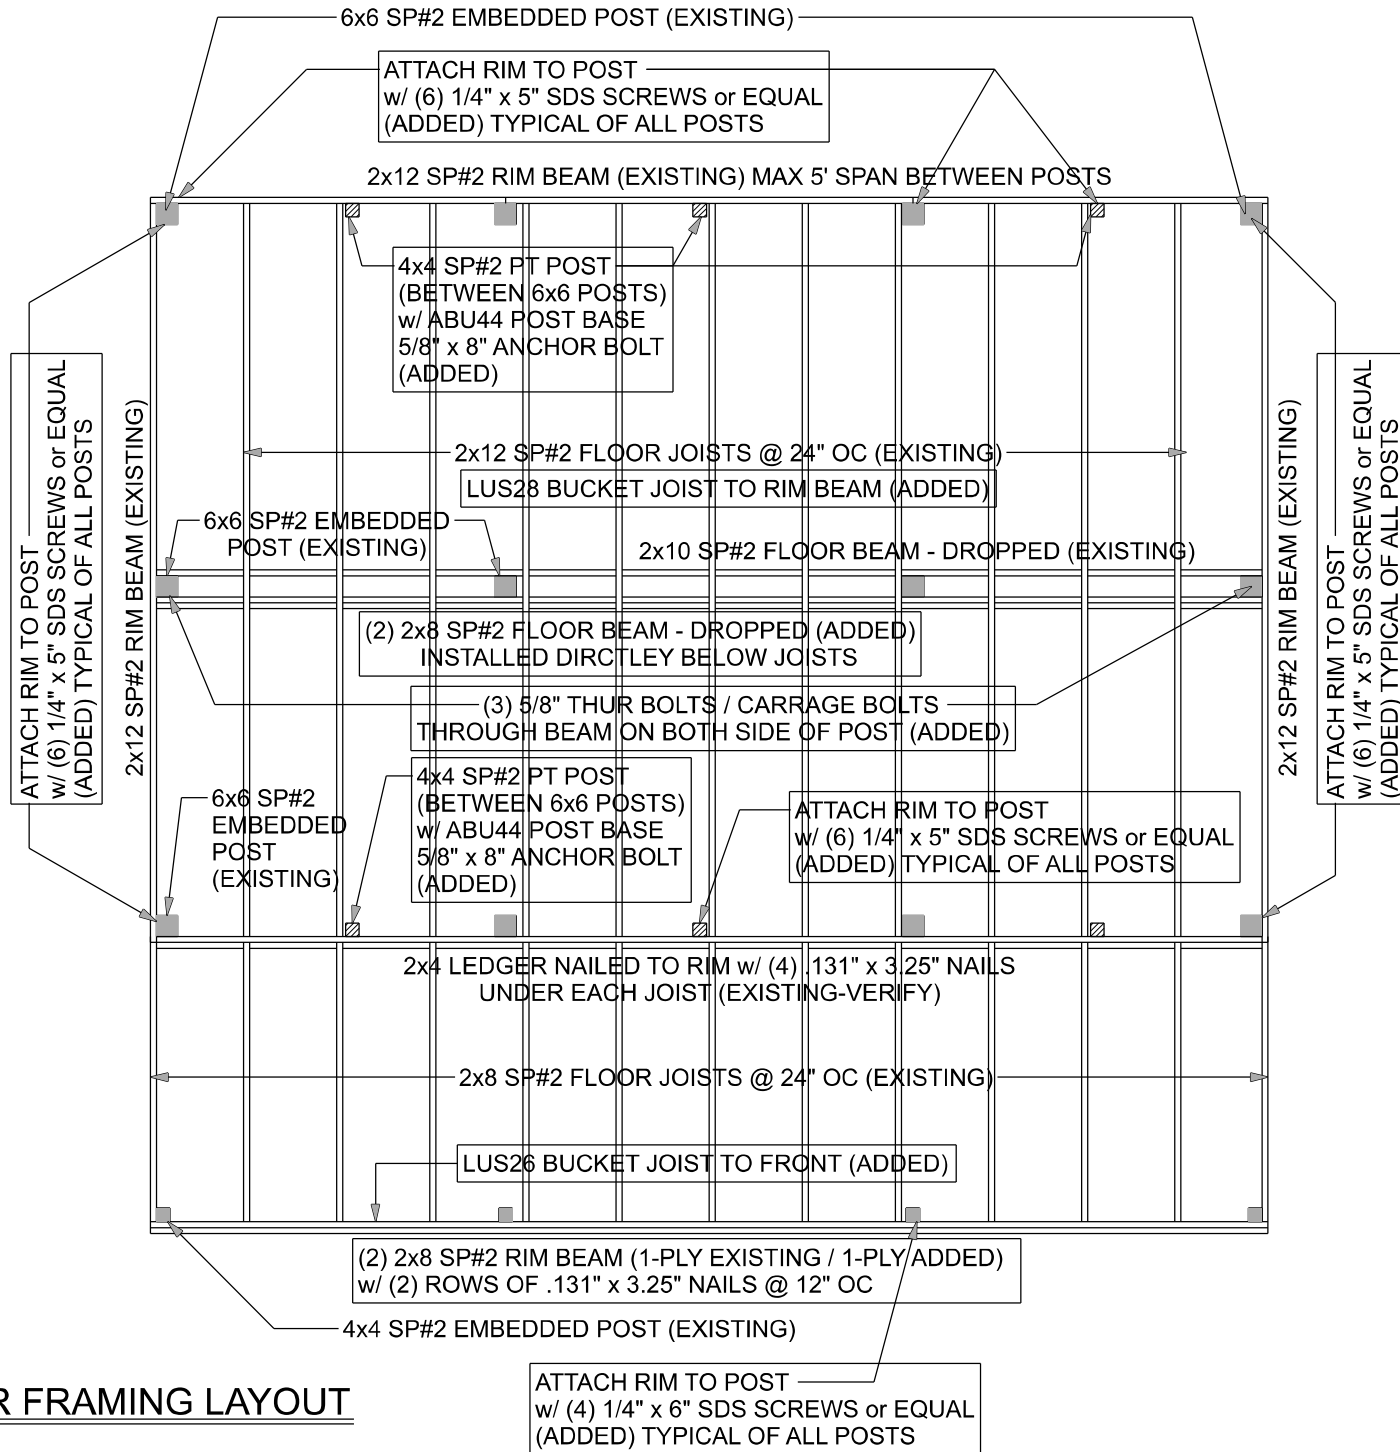 6x6 SP#2 EMBEDDED POST (EXISTING)
ATTACH RIM TO POST
w/ (6) 1/4" x 5" SDS SCREWS or EQUAL
(ADDED) TYPICAL OF ALL POSTS
2x12 SP#2 RIM BEAM (EXISTING) MAX 5' SPAN BETWEEN POSTS
4x4 SP#2 PT POST
(BETWEEN 6x6 POSTS)
w/ ABU44 POST BASE
5/8" x 8" ANCHOR BOLT
(ADDED)
ATTACH RIM TO POST
w/ (6) 1/4" x 5" SDS SCREWS or EQUAL
(ADDED) TYPICAL OF ALL POSTS
2x12 SP#2 RIM BEAM (EXISTING)
2x12 SP#2 FLOOR JOISTS @ 24" OC (EXISTING)
LUS28 BUCKET JOIST TO RIM BEAM (ADDED)
6x6 SP#2 EMBEDDED
POST (EXISTING)
2x10 SP#2 FLOOR BEAM - DROPPED (EXISTING)
2x12 SP#2 RIM BEAM (EXISTING)
ATTACH RIM TO POST
w/ (6) 1/4" x 5" SDS SCREWS or EQUAL
(ADDED) TYPICAL OF ALL POSTS
(2) 2x8 SP#2 FLOOR BEAM - DROPPED (ADDED)
INSTALLED DIRCTLEY BELOW JOISTS
(3) 5/8" THUR BOLTS / CARRAGE BOLTS
THROUGH BEAM ON BOTH SIDE OF POST (ADDED)
6x6 SP#2
EMBEDDED
POST
(EXISTING)
4x4 SP#2 PT POST
(BETWEEN 6x6 POSTS)
w/ ABU44 POST BASE
5/8" x 8" ANCHOR BOLT
(ADDED)
ATTACH RIM TO POST
w/ (6) 1/4" x 5" SDS SCREWS or EQUAL
(ADDED) TYPICAL OF ALL POSTS
2x4 LEDGER NAILED TO RIM w/ (4) .131" x 3.25" NAILS
UNDER EACH JOIST (EXISTING-VERIFY)
2x8 SP#2 FLOOR JOISTS @ 24" OC (EXISTING)
LUS26 BUCKET JOIST TO FRONT (ADDED)
(2) 2x8 SP#2 RIM BEAM (1-PLY EXISTING / 1-PLY ADDED)
w/ (2) ROWS OF .131" x 3.25" NAILS @ 12" OC
4x4 SP#2 EMBEDDED POST (EXISTING)
R FRAMING LAYOUT
ATTACH RIM TO POST
w/ (4) 1/4" x 6" SDS SCREWS or EQUAL
(ADDED) TYPICAL OF ALL POSTS